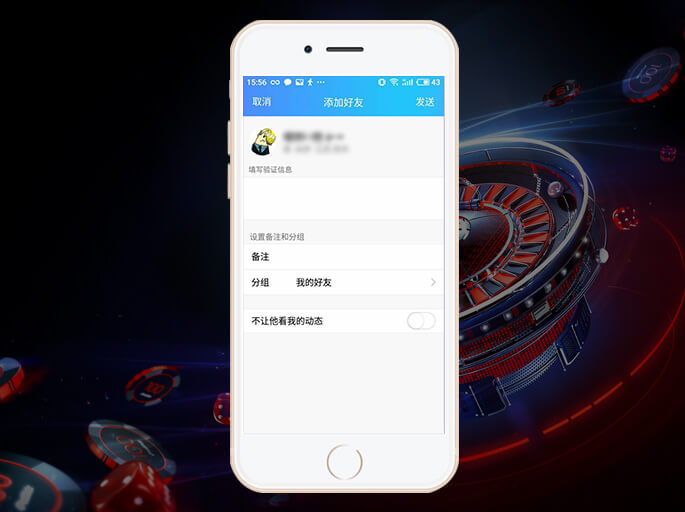 15:56 ··· 43
取消 添加好友 发送
填写验证信息
设置备注和分组
备注
分组 我的好友
不让他看我的动态